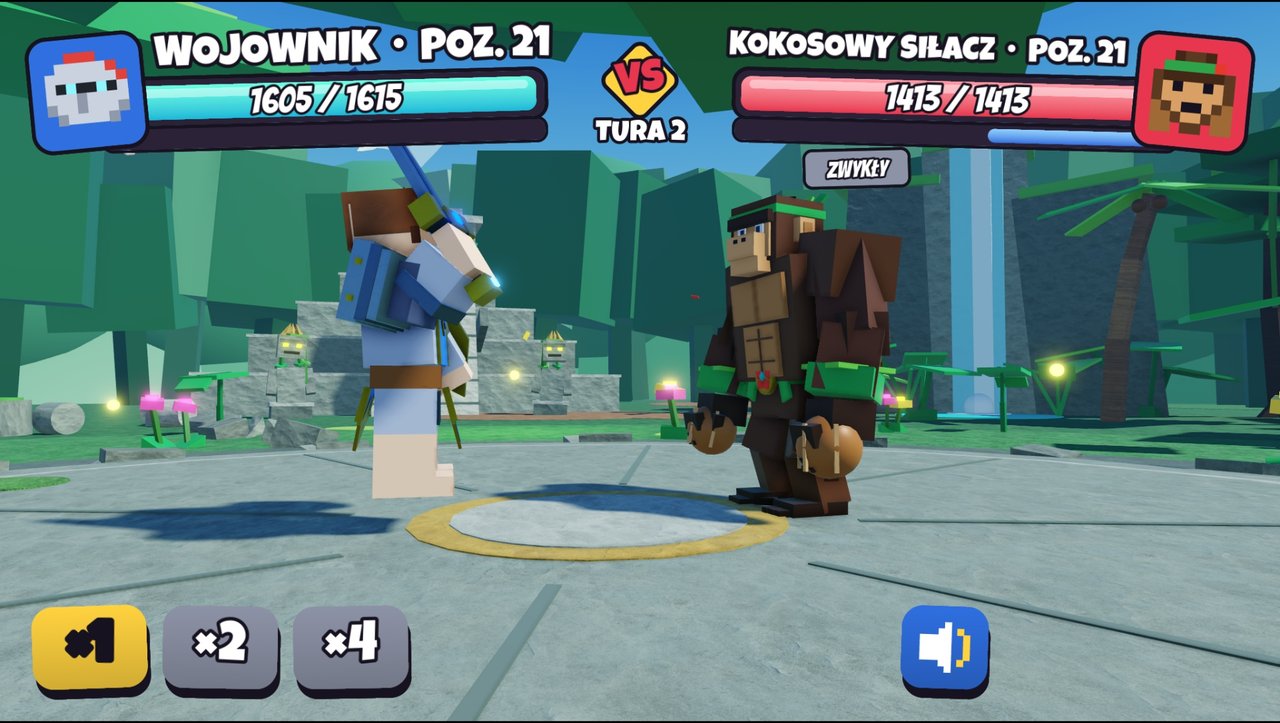 WOJOWNIK • POZ. 21
1605 / 1615
VS
TURA 2
KOKOSOWY SIŁACZ • POZ. 21
1413 / 1413
ZWYKŁY
×1
×2
×4